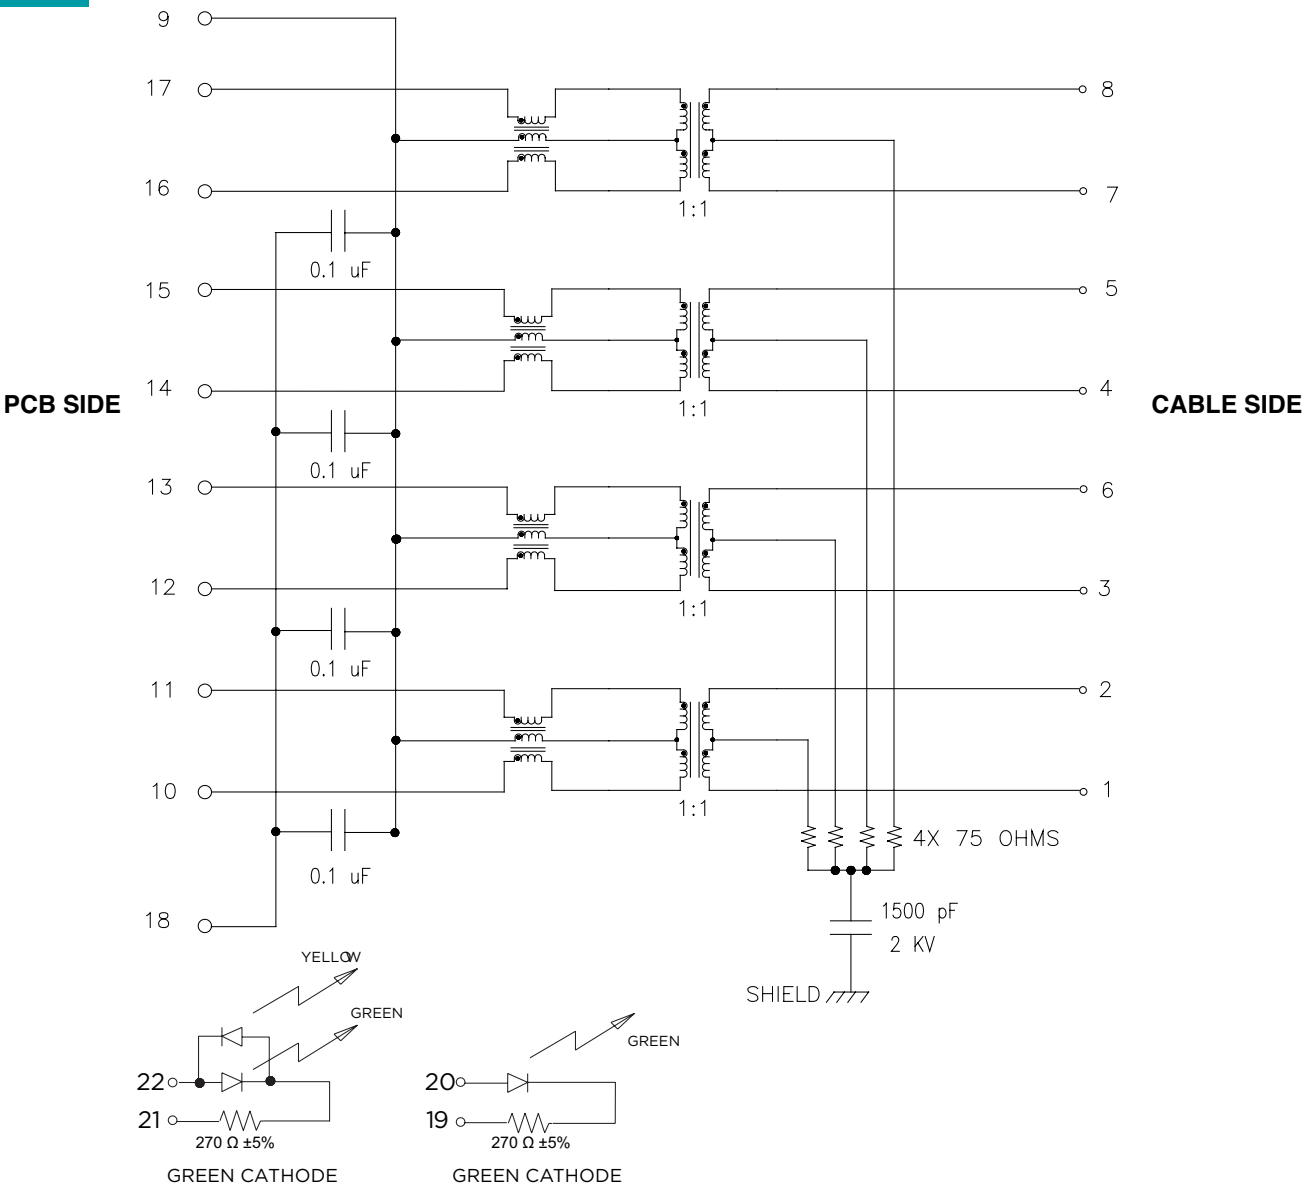 9
17
8
16
7
1:1
0.1 uF
15
5
14
4
PCB SIDE
CABLE SIDE
1:1
0.1 uF
13
6
12
3
1:1
0.1 uF
11
2
10
1
1:1
4X 75 OHMS
0.1 uF
18
1500 pF
2 KV
SHIELD
YELLOW
GREEN
GREEN
22
20
21
19
270 Ω ±5%
270 Ω ±5%
GREEN CATHODE
GREEN CATHODE